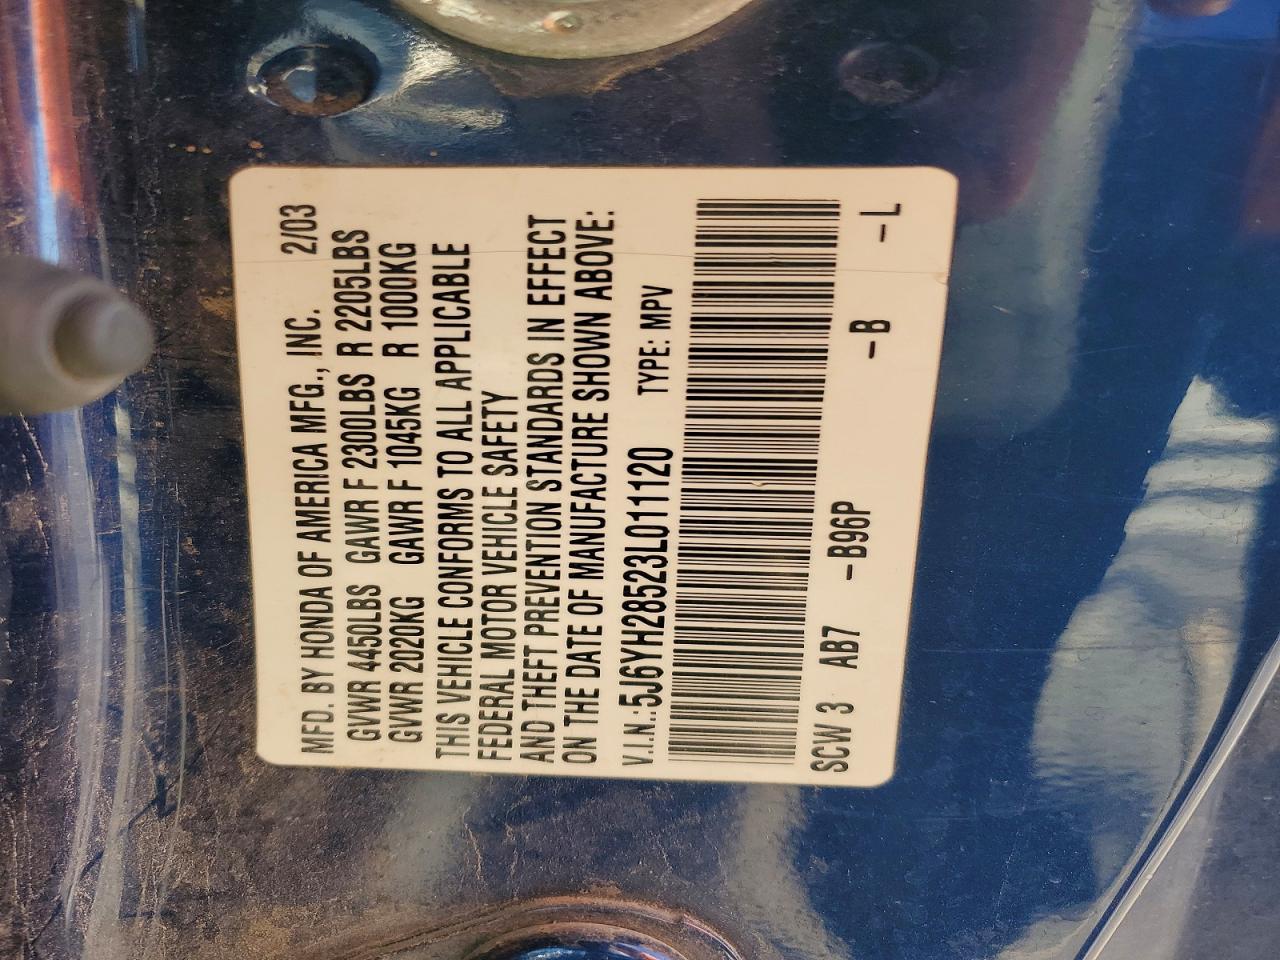 MFD. BY HONDA OF AMERICA MFG., INC. 2/03
GVWR 4450LBS GAWR F 2300LBS R 2205LBS
GVWR 2020KG GAWR F 1045KG R 1000KG
THIS VEHICLE CONFORMS TO ALL APPLICABLE
FEDERAL MOTOR VEHICLE SAFETY
AND THEFT PREVENTION STANDARDS IN EFFECT
ON THE DATE OF MANUFACTURE SHOWN ABOVE:
V.I.N.:5J6YH28523L011120 TYPE: MPV
SCW 3 AB7 -B96P -B -L